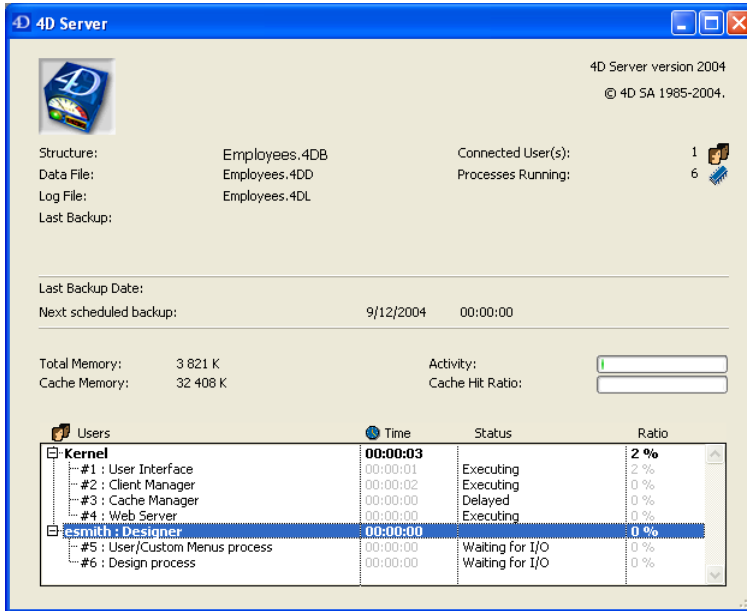 4D Server
4D Server version 2004
© 4D SA 1985-2004.
4D
Structure: Employees.4DB Connected User(s): 1
Data File: Employees.4DD Processes Running: 6
Log File: Employees.4DL
Last Backup:
Last Backup Date:
Next scheduled backup: 9/12/2004 00:00:00
Total Memory: 3 821 K Activity:
Cache Memory: 32 408 K Cache Hit Ratio:
Users Time Status Ratio
Kernel 00:00:03 2 %
#1 : User Interface 00:00:01 Executing 2 %
#2 : Client Manager 00:00:02 Executing 0 %
#3 : Cache Manager 00:00:00 Delayed 0 %
#4 : Web Server 00:00:00 Executing 0 %
esmith : Designer 00:00:00 0 %
#5 : User/Custom Menus process 00:00:00 Waiting for I/O 0 %
#6 : Design process 00:00:00 Waiting for I/O 0 %